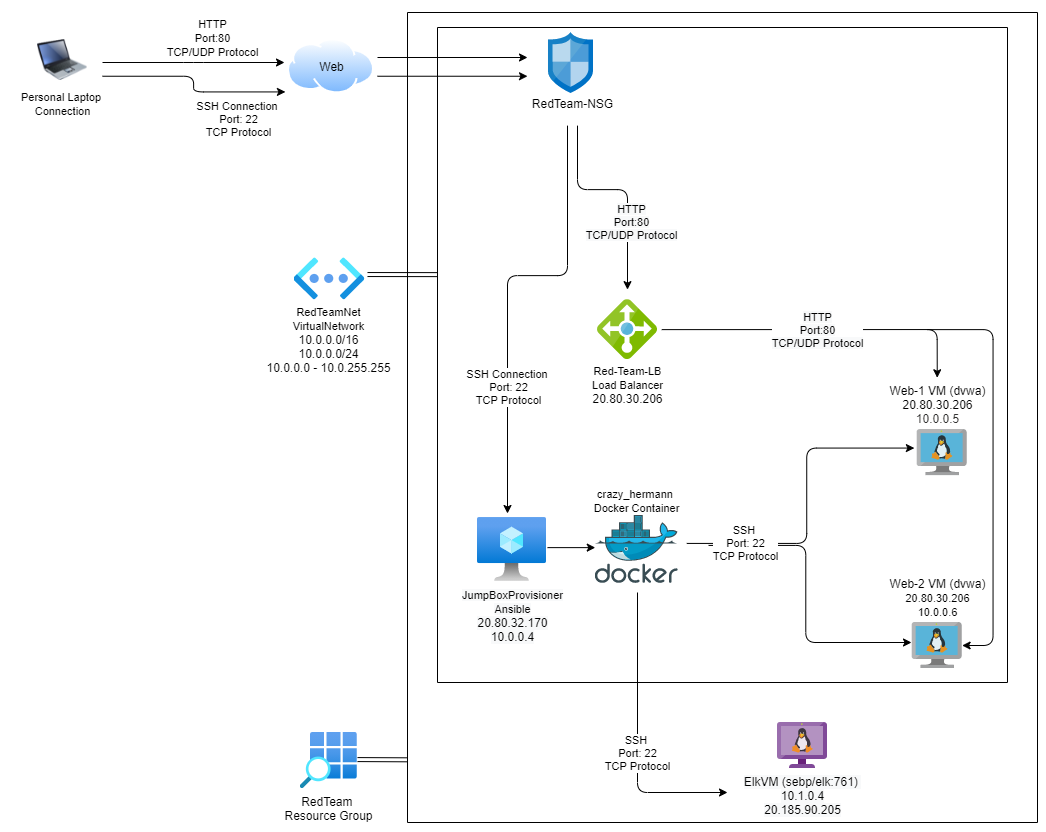 HTTP
Port:80
TCP/UDP Protocol
Web
Personal Laptop
Connection
SSH Connection
Port: 22
TCP Protocol
RedTeam-NSG
HTTP
Port:80
TCP/UDP Protocol
RedTeamNet
VirtualNetwork
10.0.0.0/16
10.0.0.0/24
10.0.0.0 - 10.0.255.255
HTTP
Port:80
TCP/UDP Protocol
Red-Team-LB
Load Balancer
20.80.30.206
SSH Connection
Port: 22
TCP Protocol
Web-1 VM (dvwa)
20.80.30.206
10.0.0.5
crazy_hermann
Docker Container
docker
SSH
Port: 22
TCP Protocol
JumpBoxProvisioner
Ansible
20.80.32.170
10.0.0.4
Web-2 VM (dvwa)
20.80.30.206
10.0.0.6
SSH
Port: 22
TCP Protocol
ElkVM (sebp/elk:761)
10.1.0.4
20.185.90.205
RedTeam
Resource Group